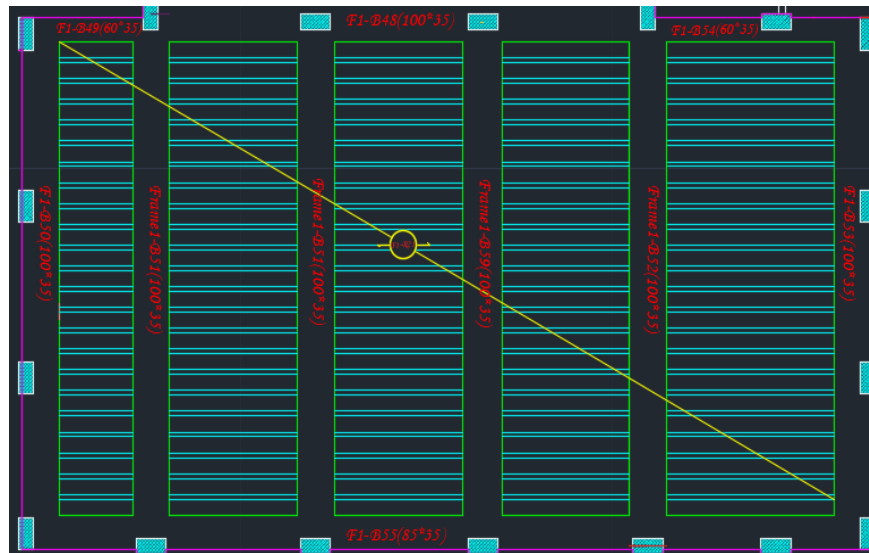 F1-B49(60*35)
F1-B48(100*35)
F1-B54(60*35)
F1-B50(100*35)
Frame1-B51(100*35)
Frame1-B51(100*35)
Frame1-B59(100*35)
Frame1-B52(100*35)
F1-B53(100*35)
F1-B55(85*35)